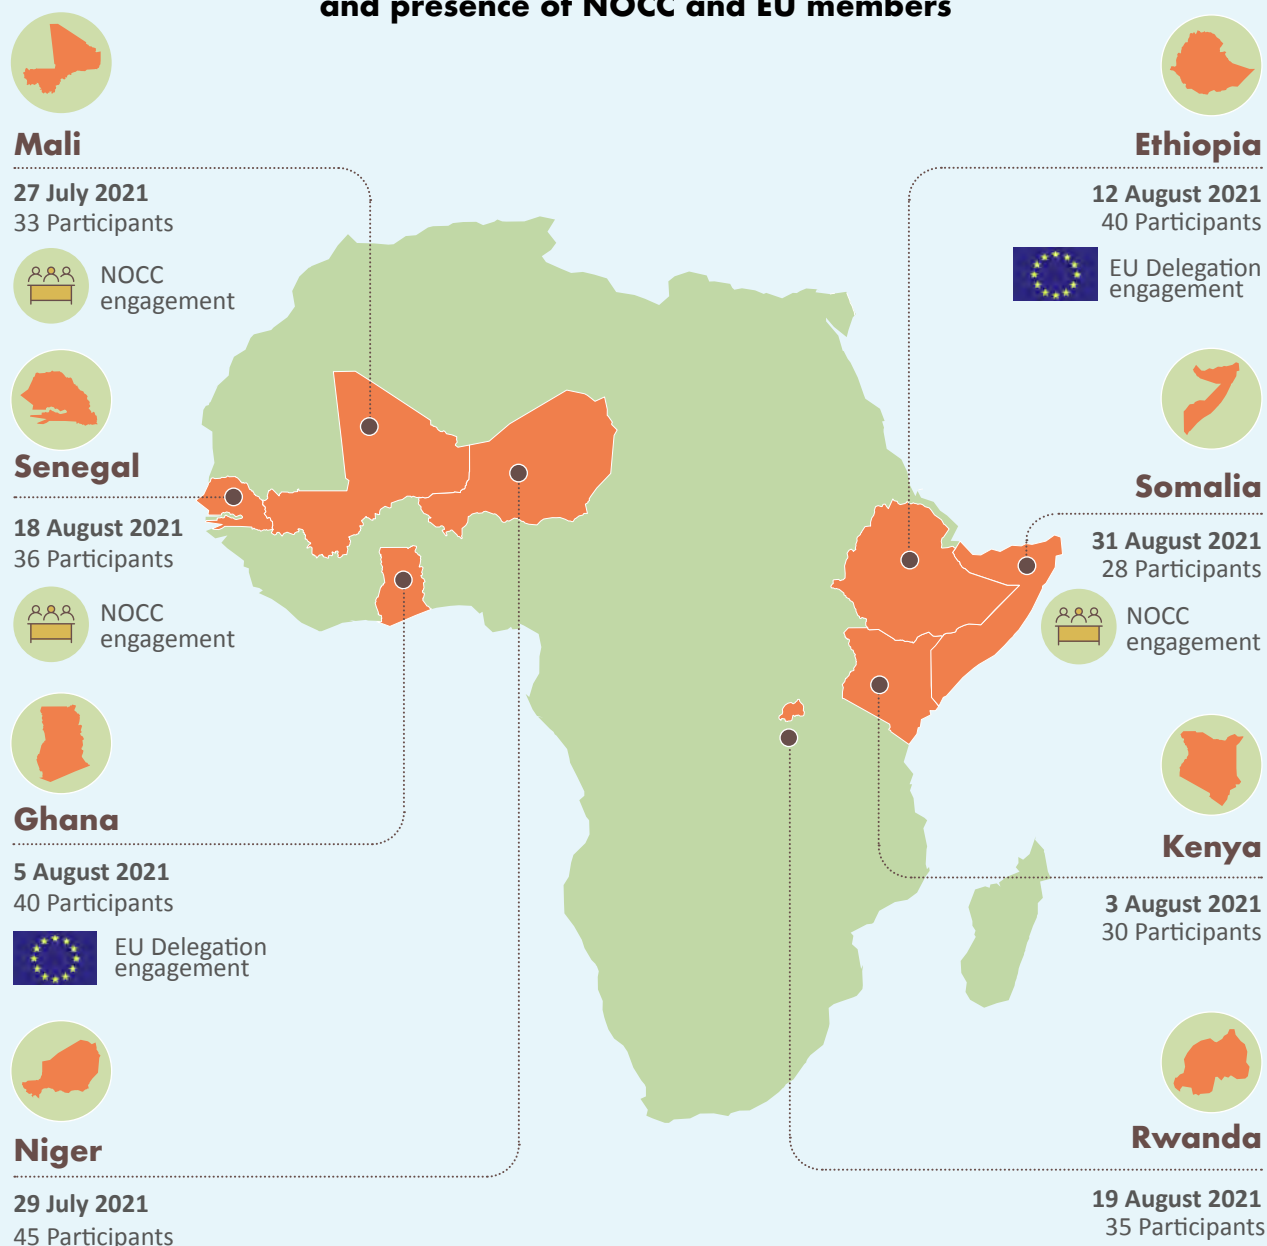 and presence of NOCC and EU members
Mali
27 July 2021
33 Participants
NOCC
engagement
Senegal
18 August 2021
36 Participants
NOCC
engagement
Ghana
5 August 2021
40 Participants
EU Delegation
engagement
Niger
29 July 2021
45 Participants
Ethiopia
12 August 2021
40 Participants
EU Delegation
engagement
Somalia
31 August 2021
28 Participants
NOCC
engagement
Kenya
3 August 2021
30 Participants
Rwanda
19 August 2021
35 Participants